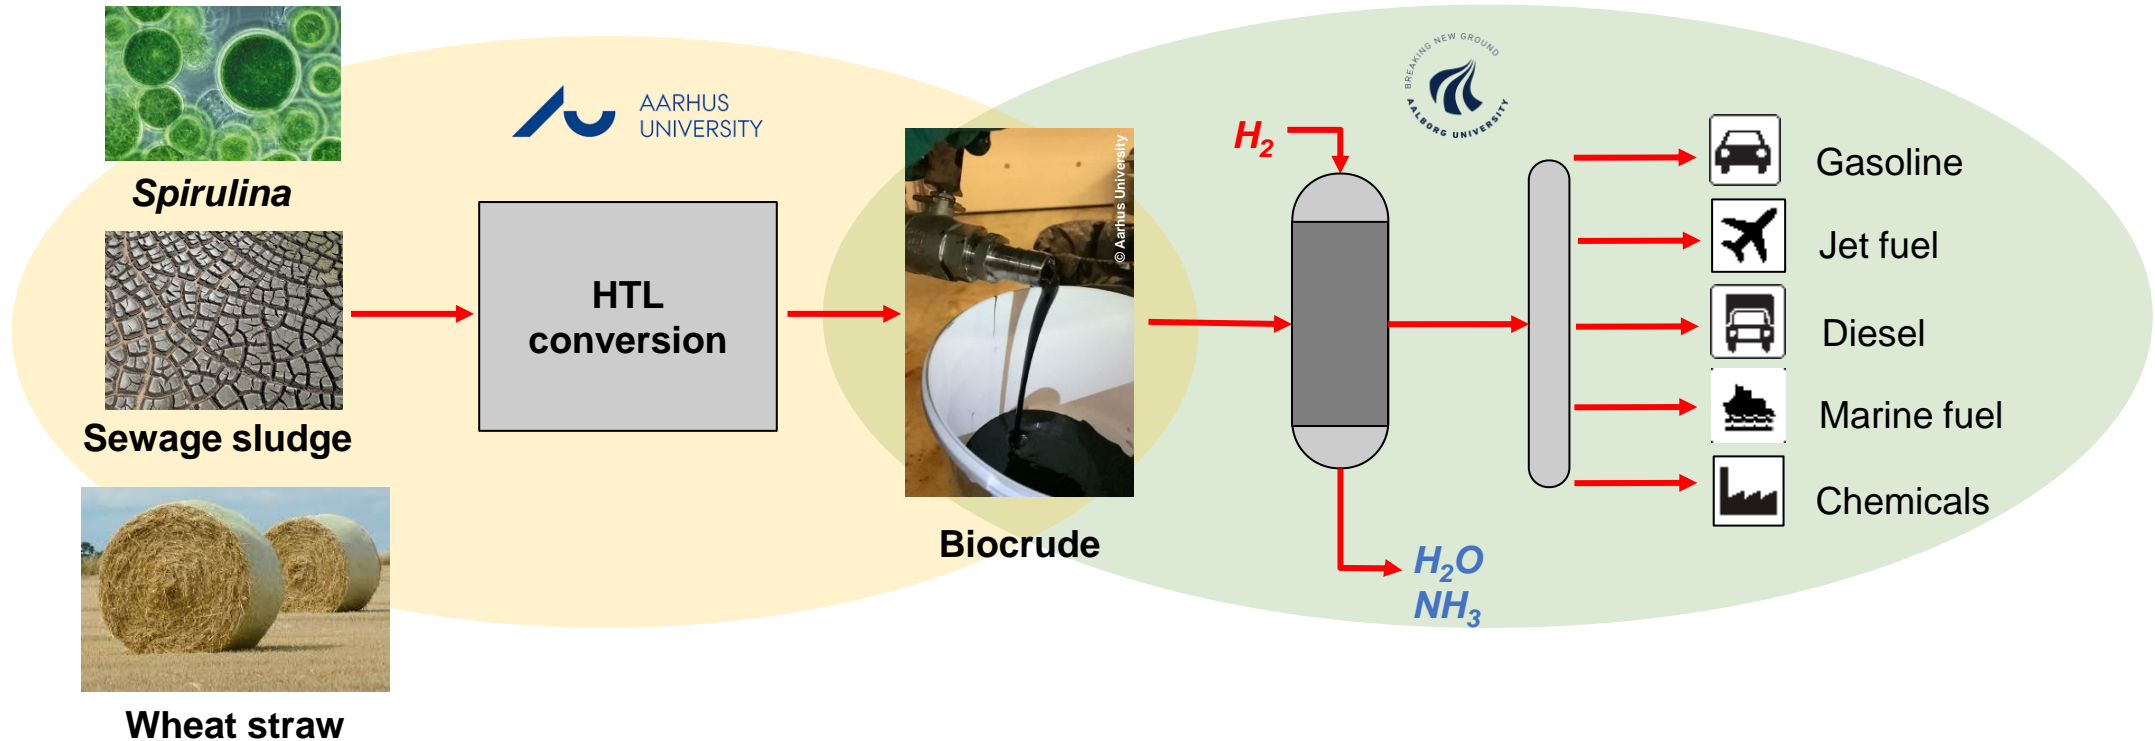 Spirulina
Sewage sludge
Wheat straw
AARHUS
UNIVERSITY
HTL
conversion
© Aarhus University
Biocrude
BREAKING NEW GROUND
AALBORG UNIVERSITY
H₂
H₂O
NH₃
Gasoline
Jet fuel
Diesel
Marine fuel
Chemicals